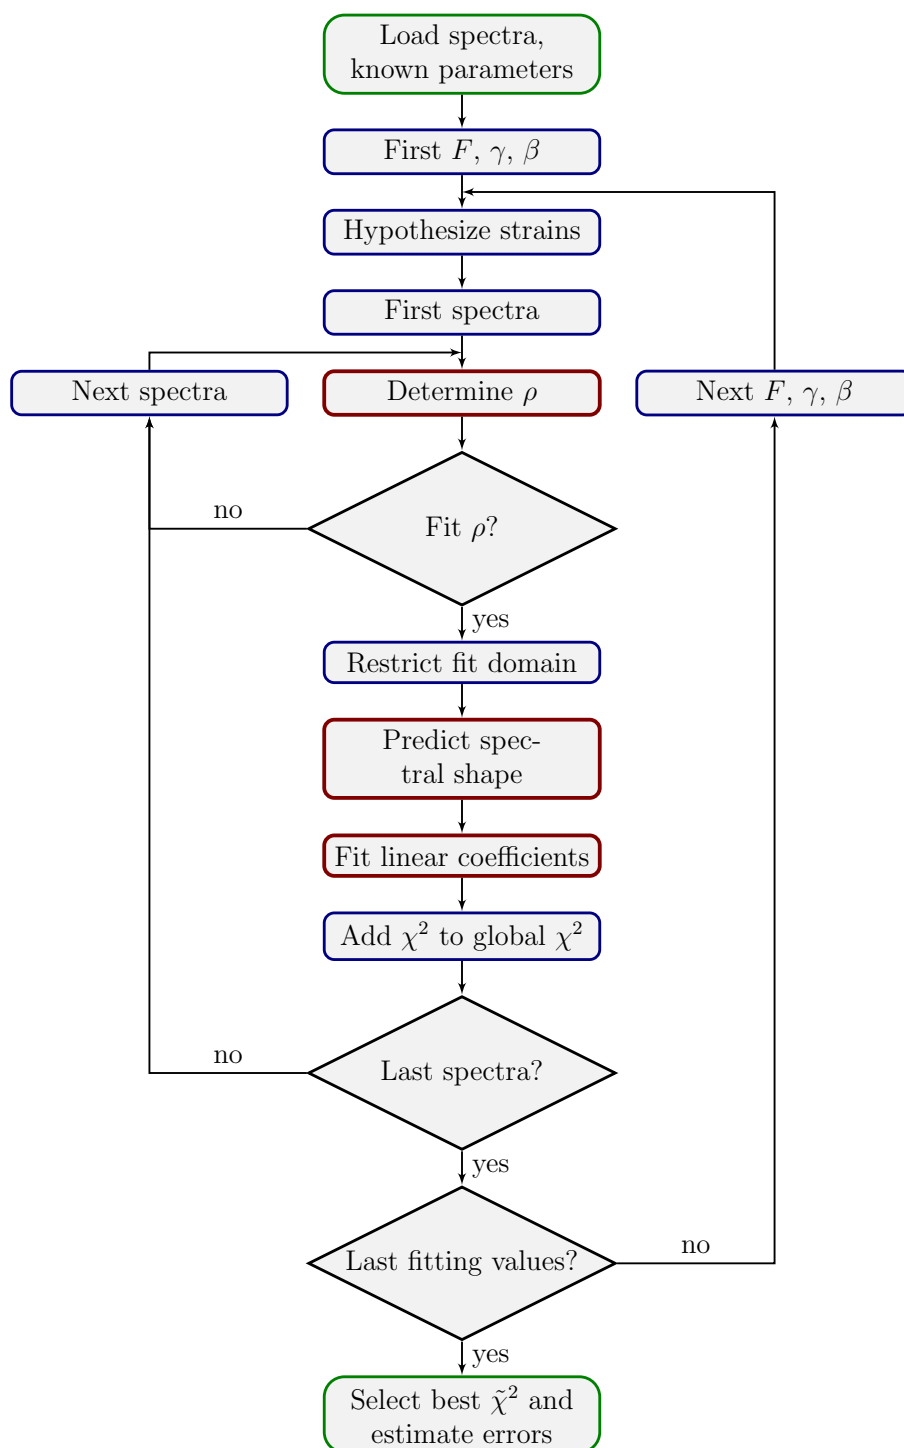 Load spectra,
known parameters
First F, γ, β
Hypothesize strains
First spectra
Next spectra
Determine ρ
Next F, γ, β
no
Fit ρ?
yes
Restrict fit domain
Predict spec-
tral shape
Fit linear coefficients
Add χ² to global χ²
no
Last spectra?
yes
Last fitting values?
no
yes
Select best χ̃² and
estimate errors